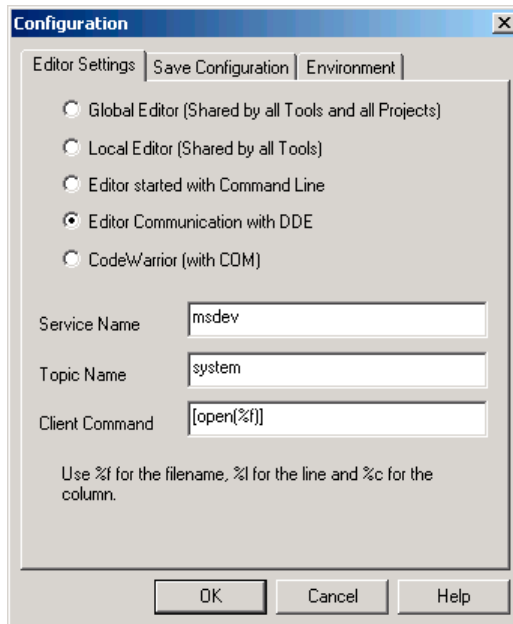 Configuration
Editor Settings
Save Configuration
Environment
Global Editor (Shared by all Tools and all Projects)
Local Editor (Shared by all Tools)
Editor started with Command Line
Editor Communication with DDE
CodeWarrior (with COM)
Service Name
msdev
Topic Name
system
Client Command
[open(%f)]
Use %f for the filename, %l for the line and %c for the
column.
OK
Cancel
Help